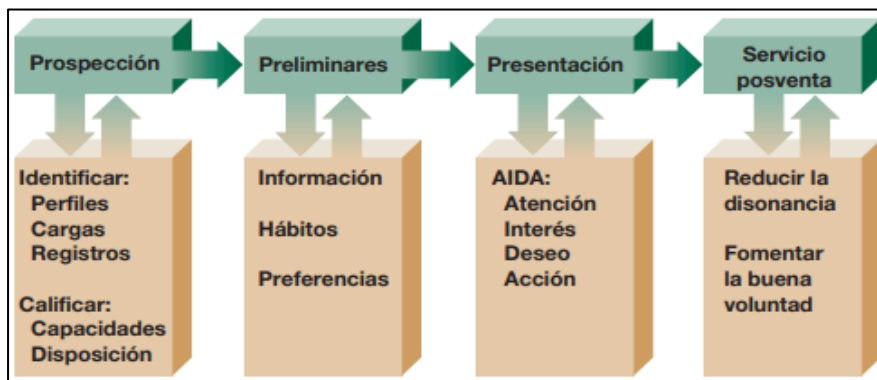 Prospección
Preliminares
Presentación
Servicio
posventa
Identificar:
Perfiles
Cargas
Registros
Calificar:
Capacidades
Disposición
Información
Hábitos
Preferencias
AIDA:
Atención
Interés
Deseo
Acción
Reducir la
disonancia
Fomentar
la buena
voluntad